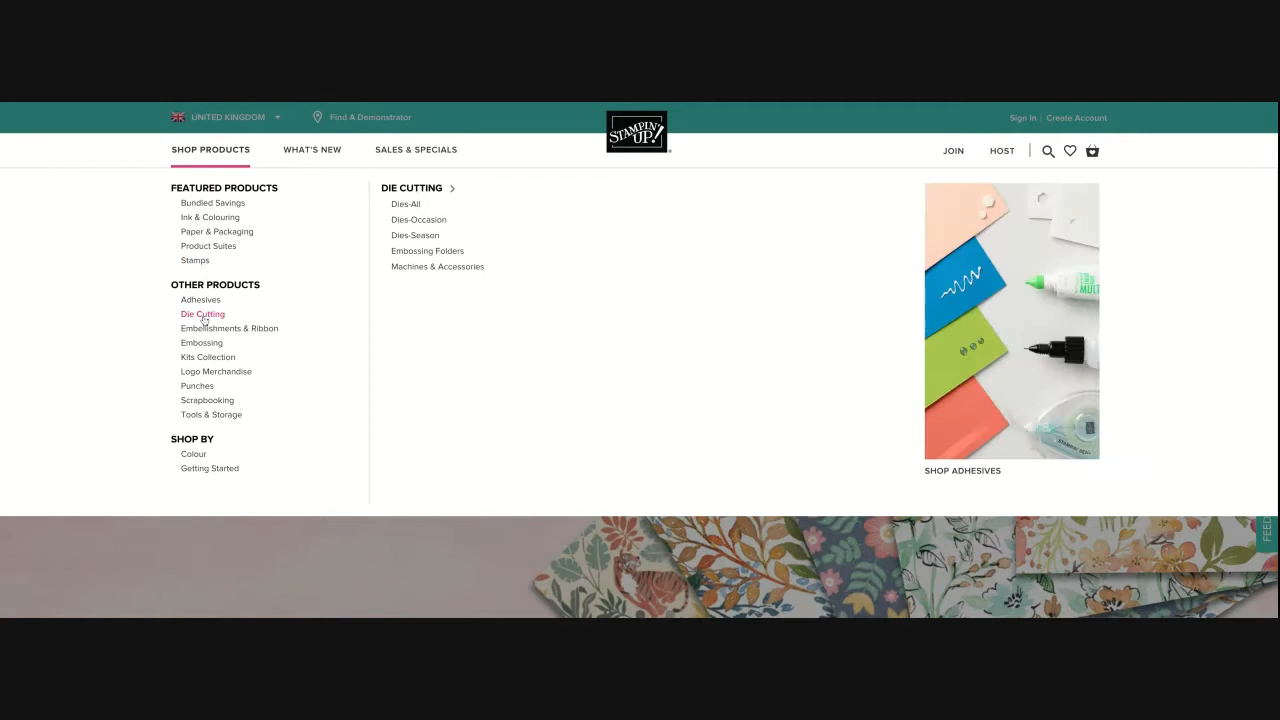 UNITED KINGDOM
Find A Demonstrator
STAMPIN' UP!
Sign In | Create Account
SHOP PRODUCTS
WHAT'S NEW
SALES & SPECIALS
JOIN
HOST
FEATURED PRODUCTS
Bundled Savings
Ink & Colouring
Paper & Packaging
Product Suites
Stamps
OTHER PRODUCTS
Adhesives
Die Cutting
Embellishments & Ribbon
Embossing
Kits Collection
Logo Merchandise
Punches
Scrapbooking
Tools & Storage
SHOP BY
Colour
Getting Started
DIE CUTTING
Dies-All
Dies-Occasion
Dies-Season
Embossing Folders
Machines & Accessories
MULT
SHOP ADHESIVES
FEED